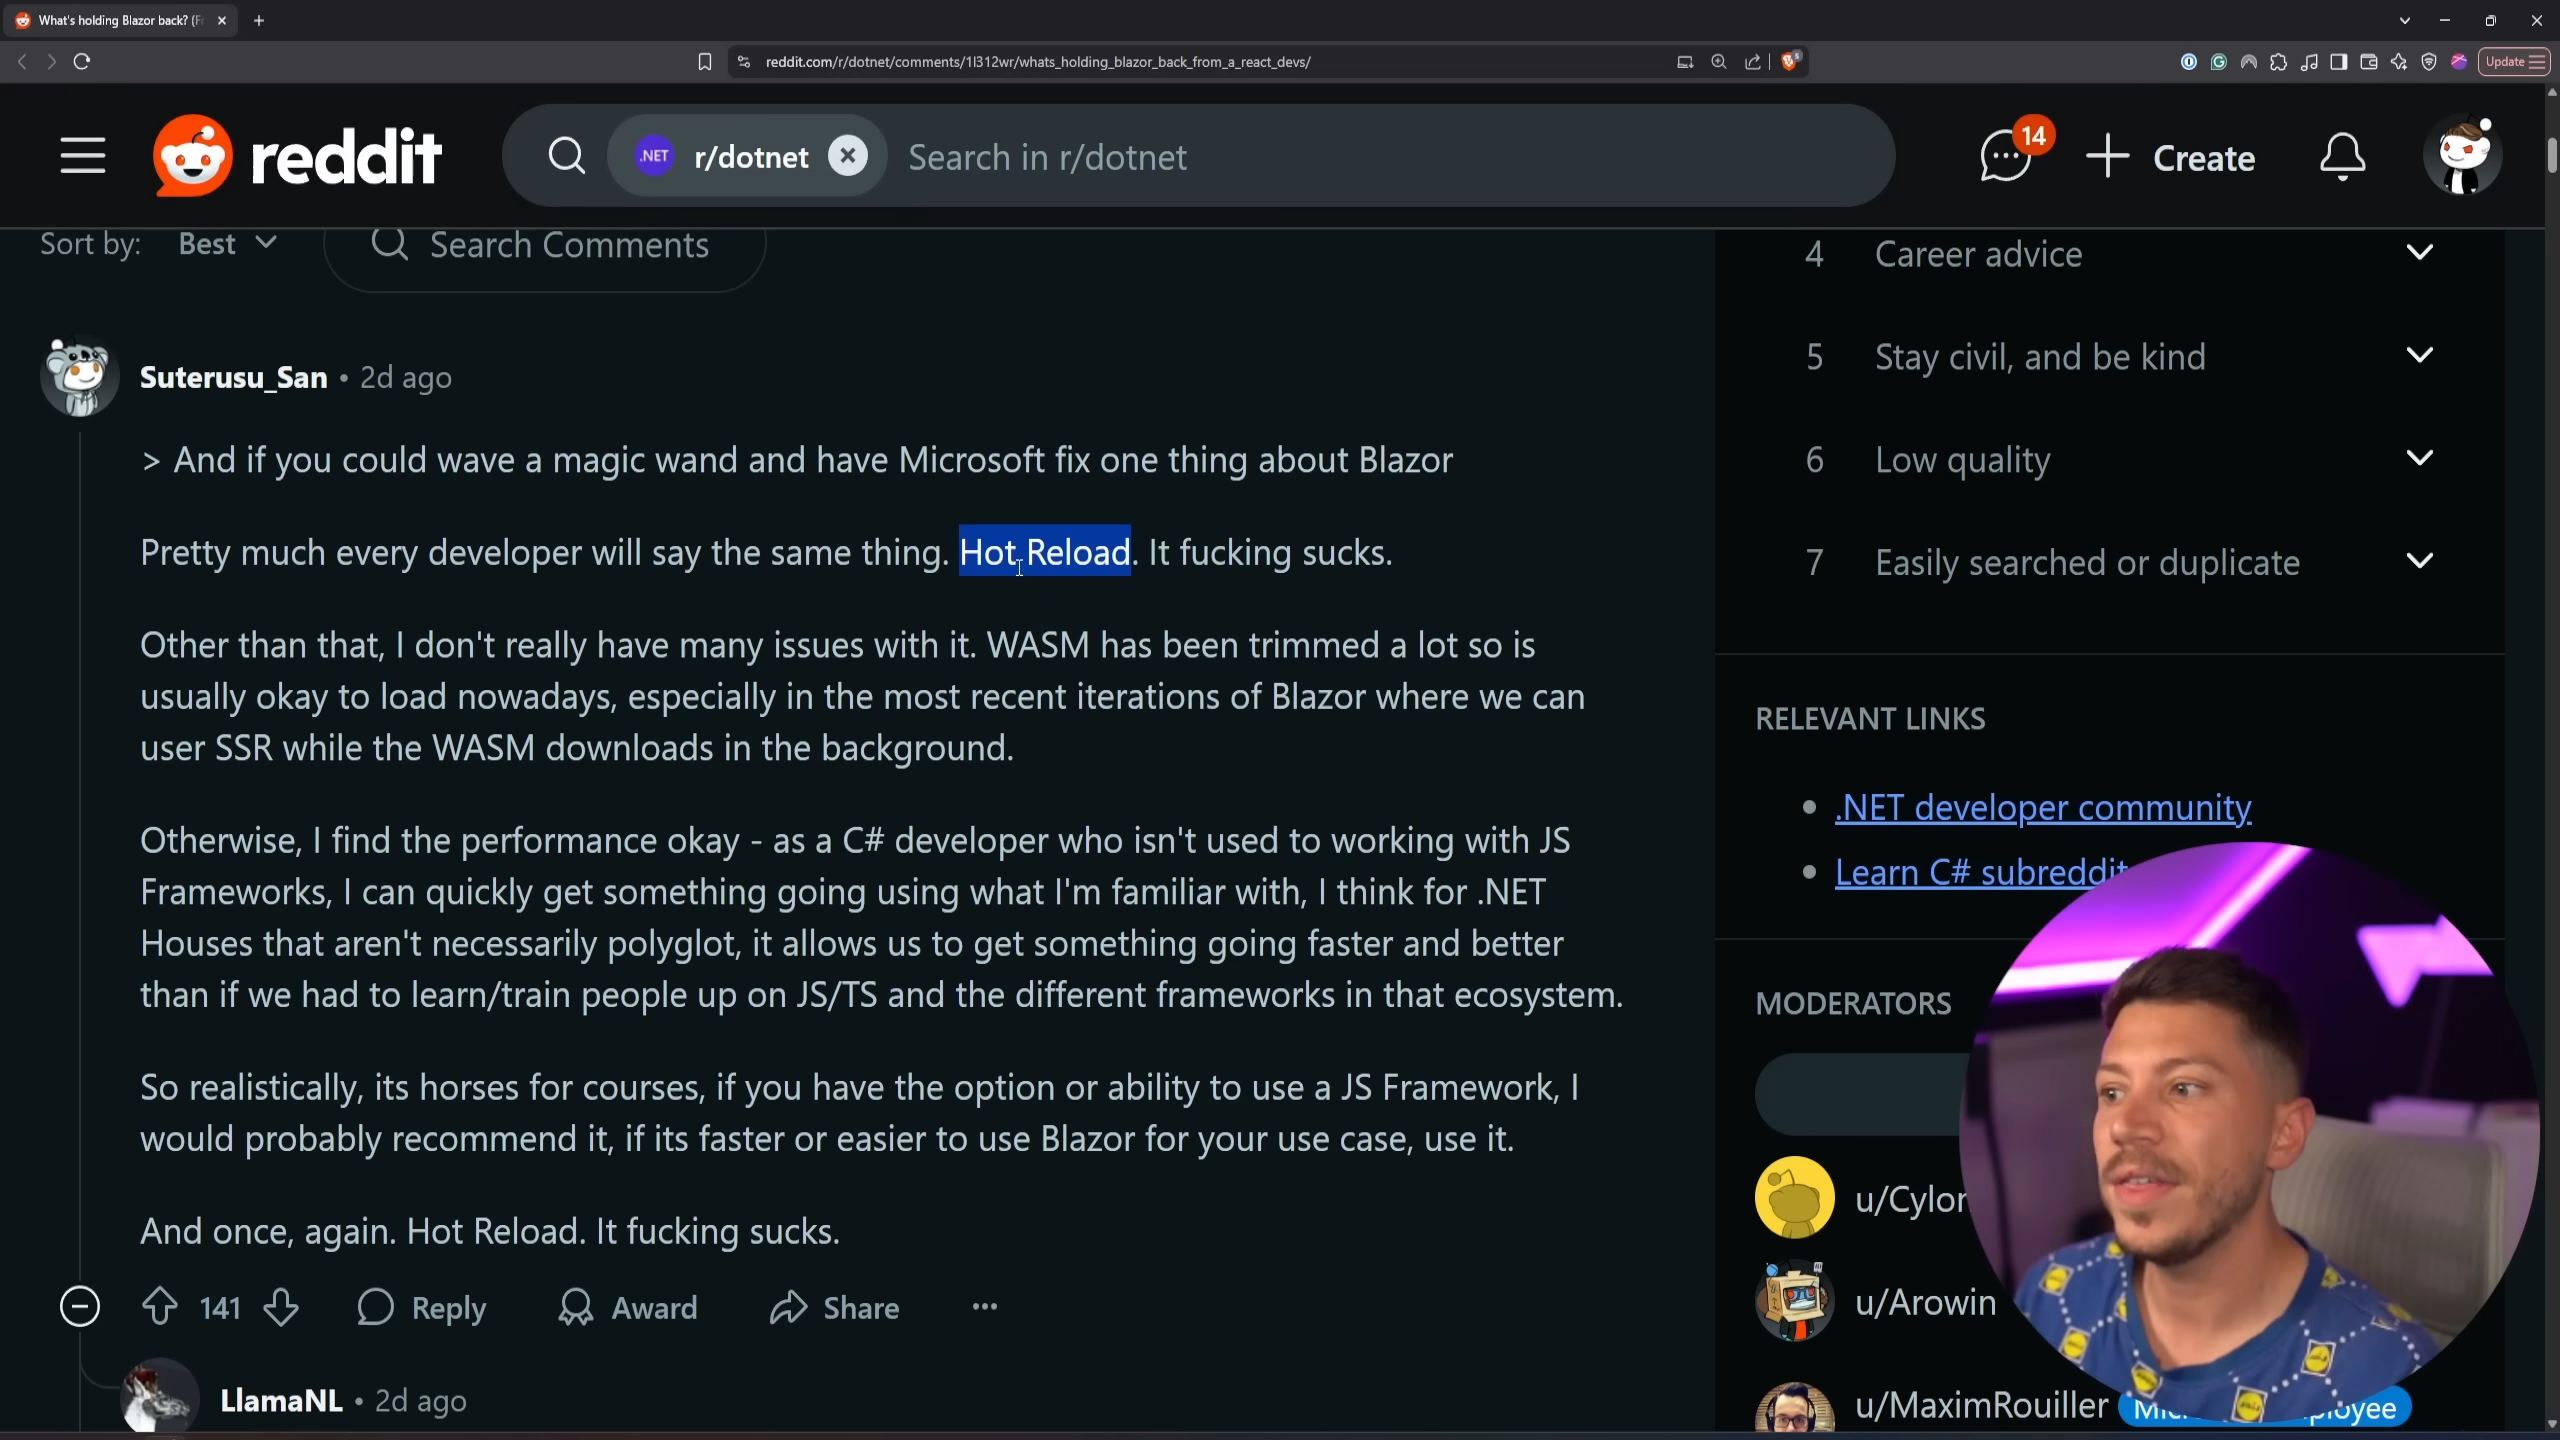 What's holding Blazor back? (Fr
reddit.com/r/dotnet/comments/1l312wr/whats_holding_blazor_back_from_a_react_devs/
Update
reddit
.NET
r/dotnet
Search in r/dotnet
14
Create
Sort by:
Best
Search Comments
Suterusu_San • 2d ago
> And if you could wave a magic wand and have Microsoft fix one thing about Blazor
Pretty much every developer will say the same thing. Hot Reload. It fucking sucks.
Other than that, I don't really have many issues with it. WASM has been trimmed a lot so is
usually okay to load nowadays, especially in the most recent iterations of Blazor where we can
user SSR while the WASM downloads in the background.
Otherwise, I find the performance okay - as a C# developer who isn't used to working with JS
Frameworks, I can quickly get something going using what I'm familiar with, I think for .NET
Houses that aren't necessarily polyglot, it allows us to get something going faster and better
than if we had to learn/train people up on JS/TS and the different frameworks in that ecosystem.
So realistically, its horses for courses, if you have the option or ability to use a JS Framework, I
would probably recommend it, if its faster or easier to use Blazor for your use case, use it.
And once, again. Hot Reload. It fucking sucks.
141
Reply
Award
Share
LlamaNL • 2d ago
4 Career advice
5 Stay civil, and be kind
6 Low quality
7 Easily searched or duplicate
RELEVANT LINKS
.NET developer community
Learn C# subreddit
MODERATORS
u/Cylon
u/Arowin
u/MaximRouiller